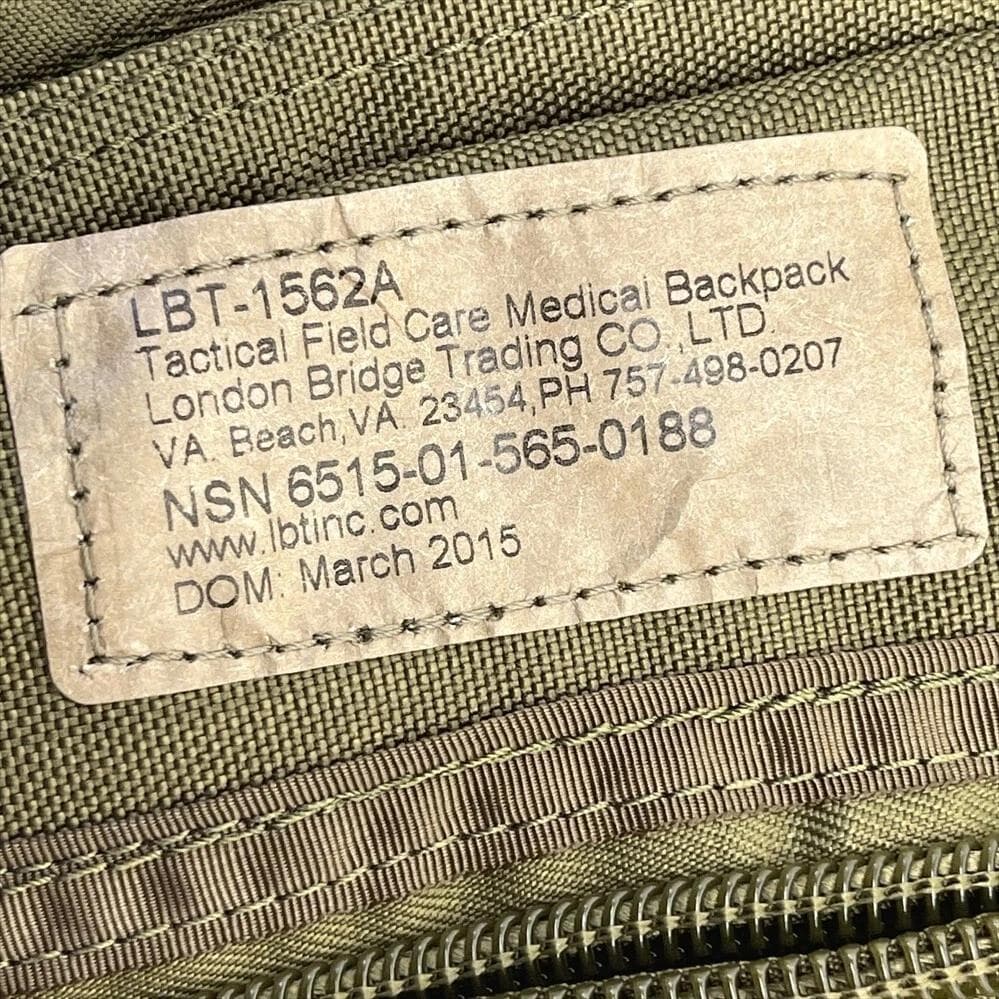 LBT-1562A
Tactical Field Care Medical Backpack
London Bridge Trading CO.,LTD.
VA. Beach,VA. 23454,PH 757-498-0207
NSN 6515-01-565-0188
www.lbtinc.com
DOM: March 2015